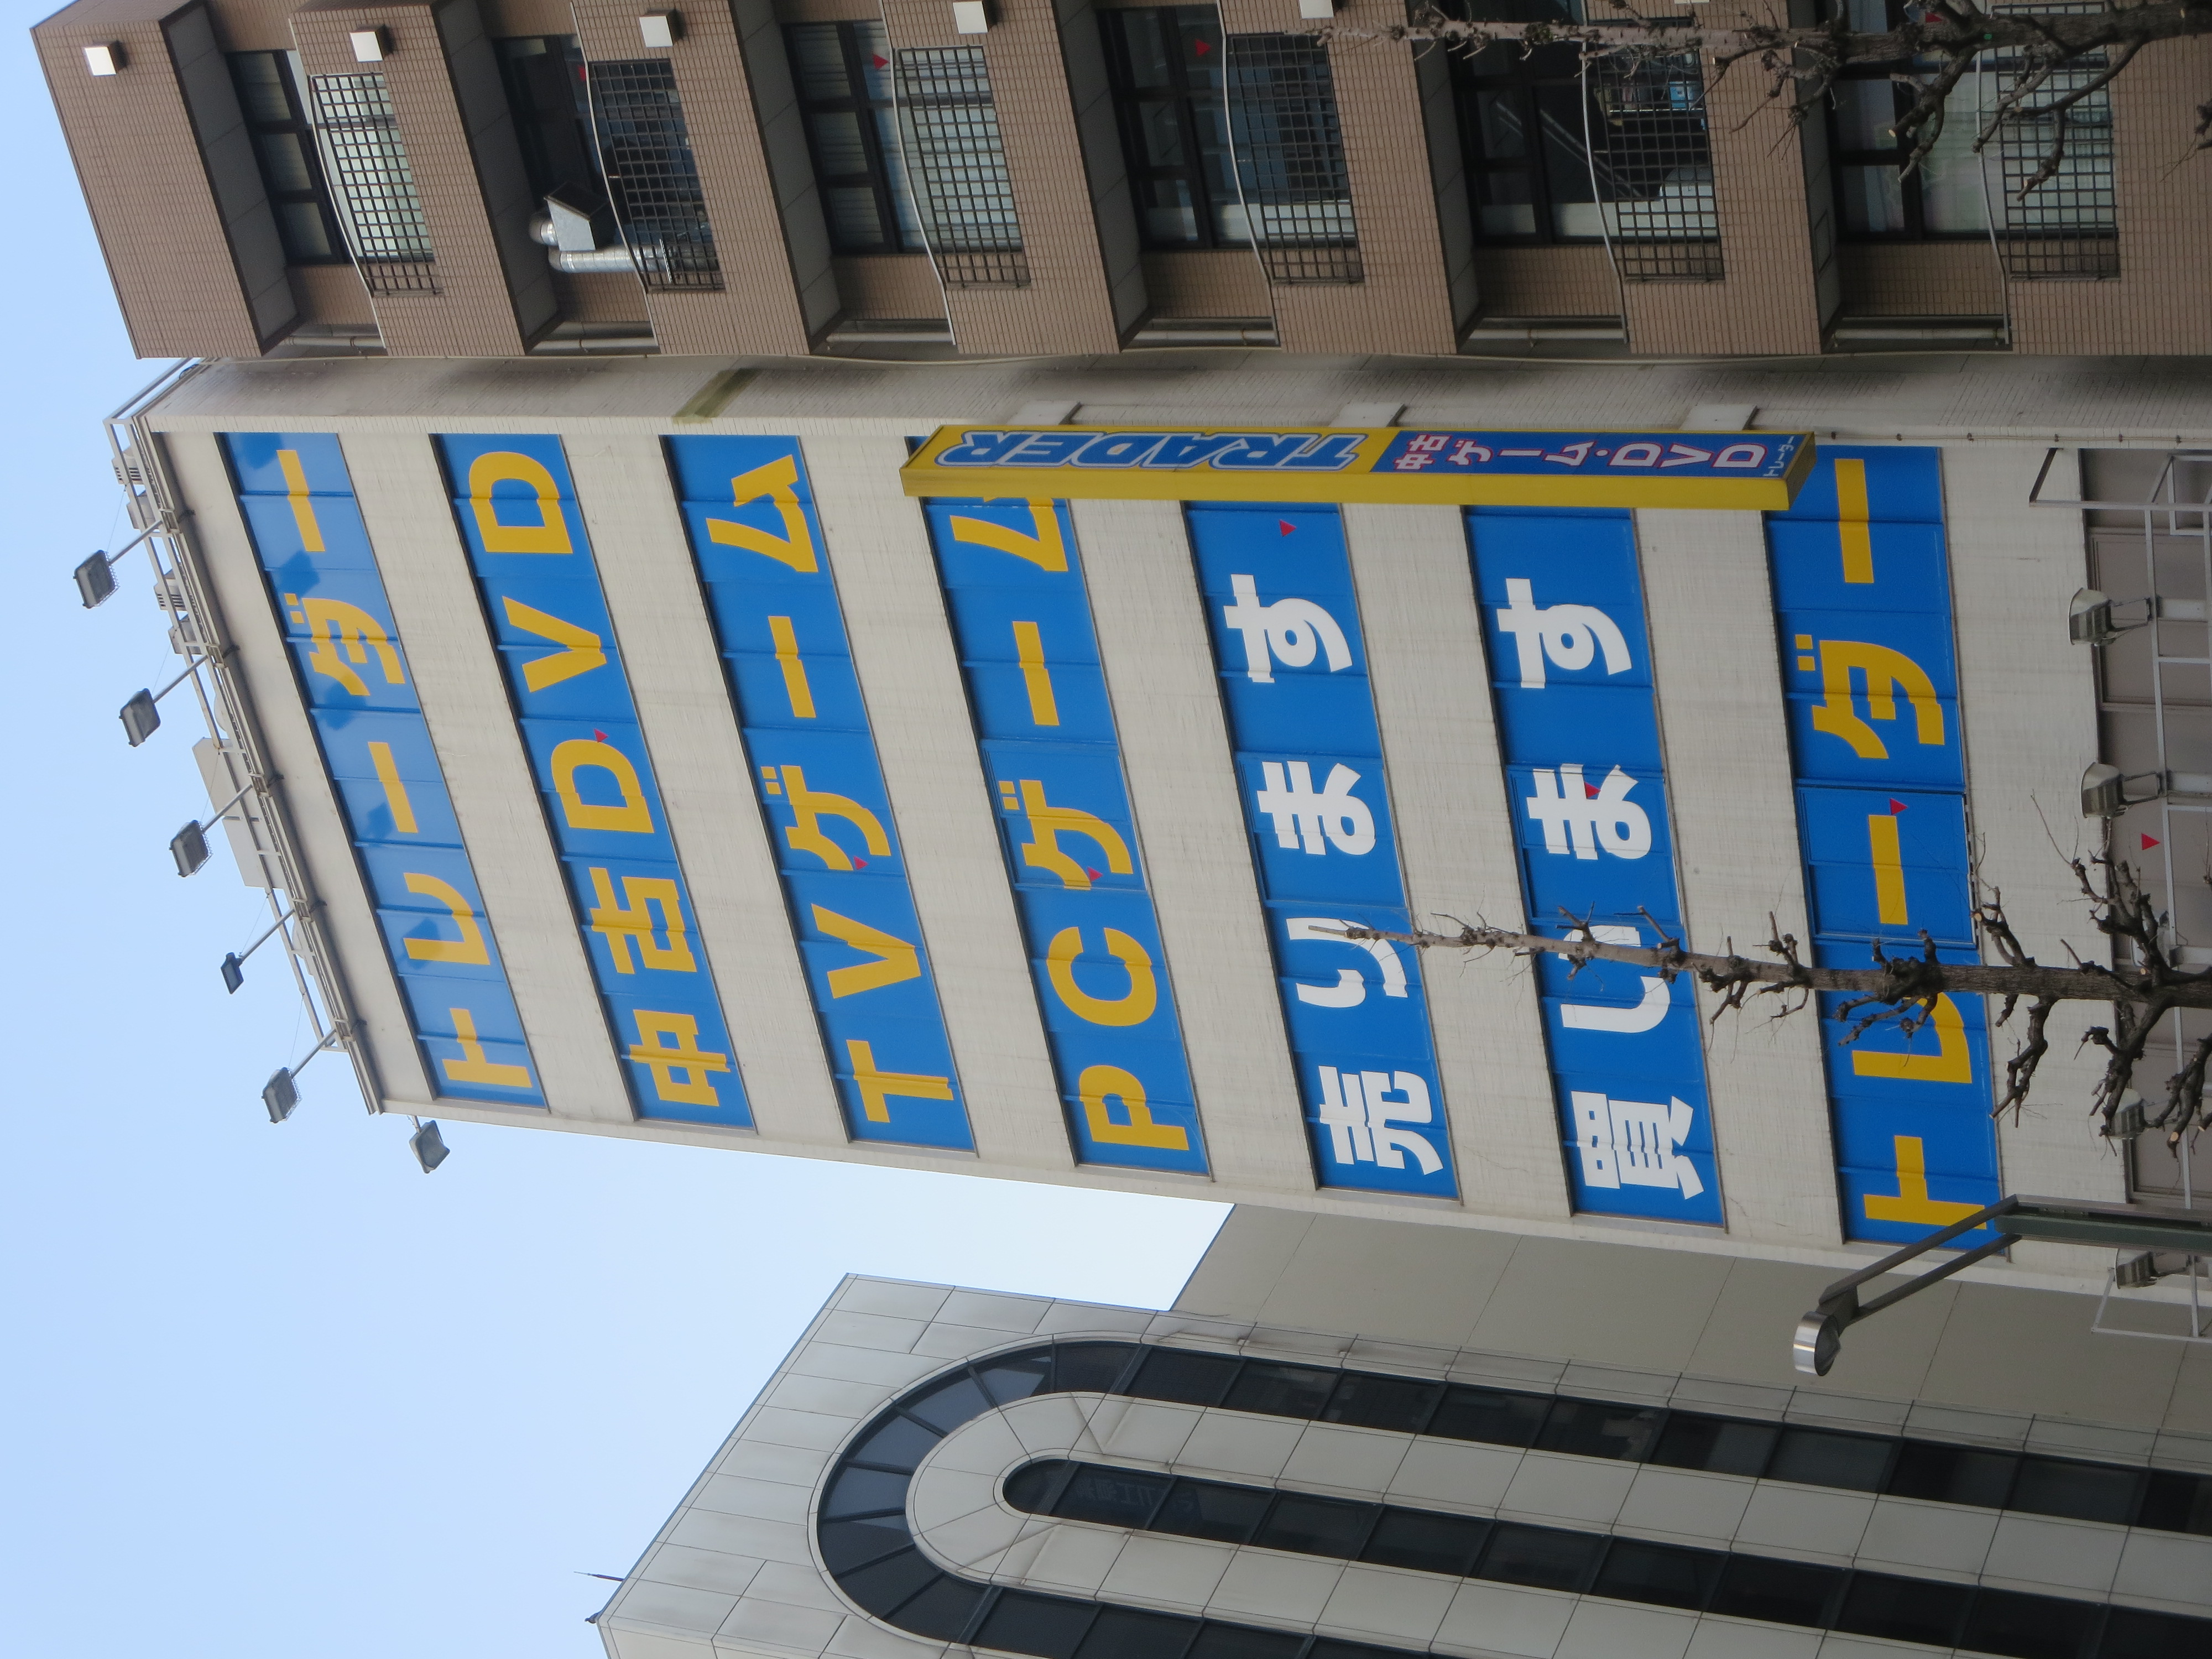 トレーダー
中古DVD
TVゲーム
PCゲーム
売ります
買います
トレーダー
TRADER
中古
ゲーム・DVD
トレーダー